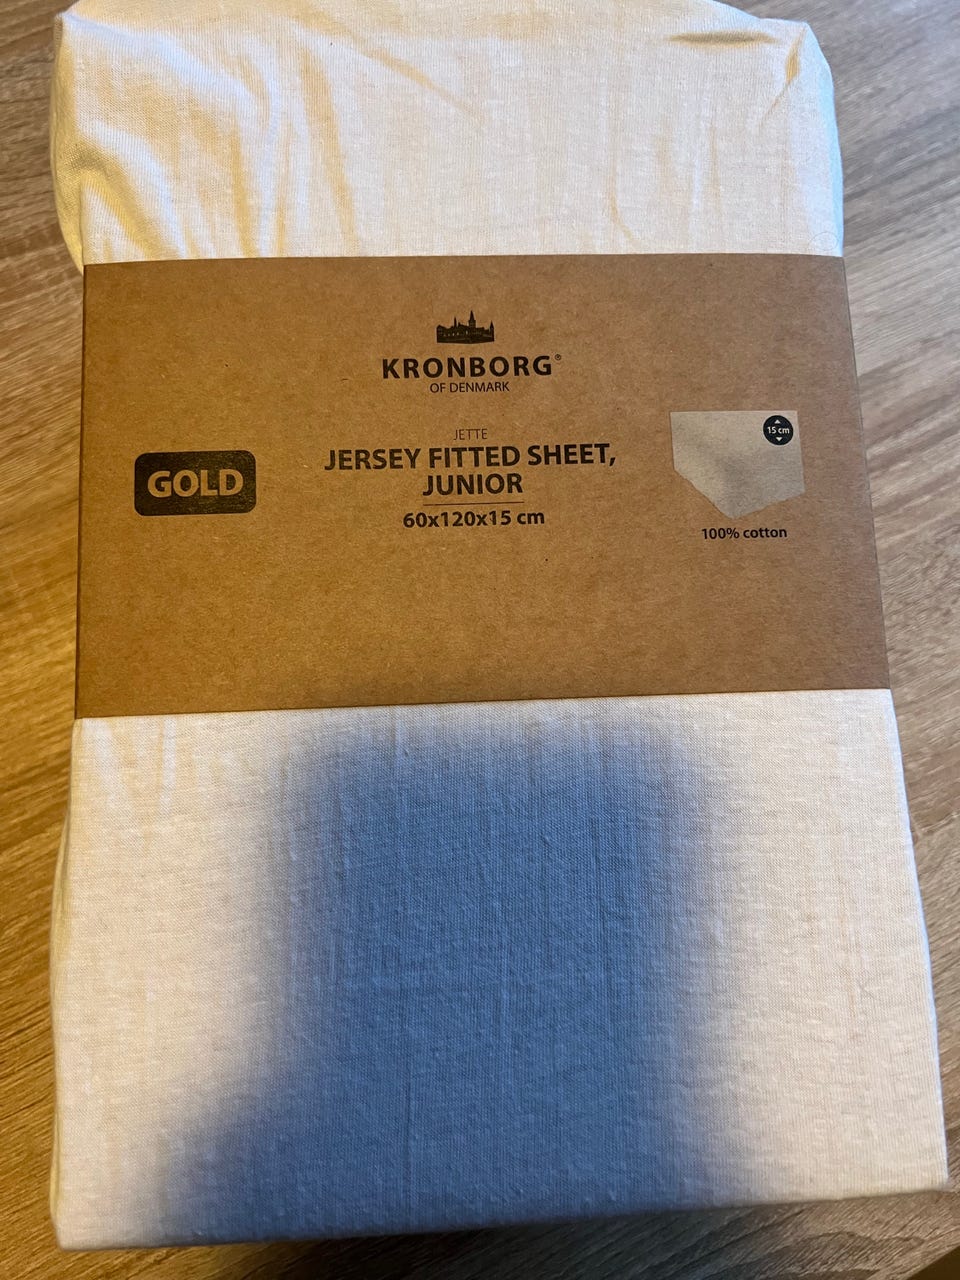 KRONBORG®
OF DENMARK
JETTE
JERSEY FITTED SHEET,
JUNIOR
60x120x15 cm
GOLD
15 cm
100% cotton